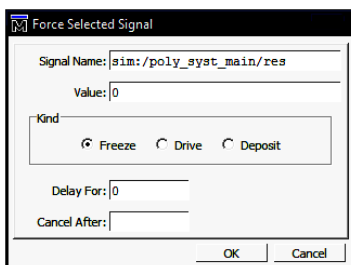 Force Selected Signal
Signal Name: sim:/poly_syst_main/res
Value: 0
Kind
Freeze Drive Deposit
Delay For: 0
Cancel After:
OK Cancel